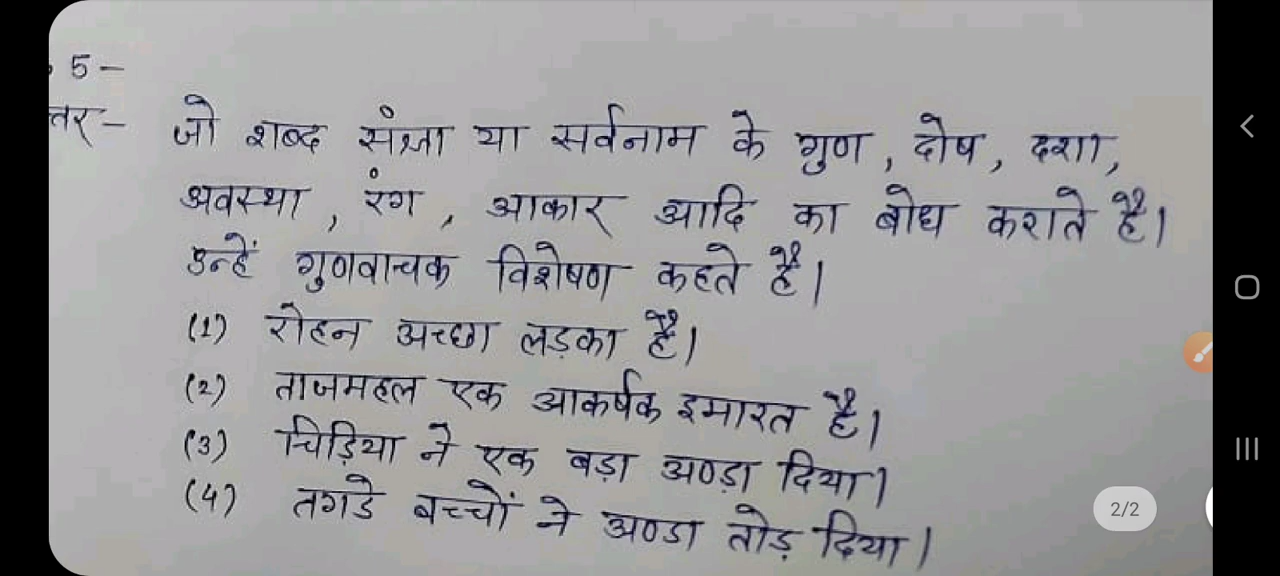 5-
तर- जो शब्द संज्ञा या सर्वनाम के गुण, दोष, दशा,
अवस्था, रंग, आकार आदि का बोध कराते है।
उन्हें गुणवाचक विशेषण कहते है।
(1) रोहन अच्छा लड़का है।
(2) ताजमहल एक आकर्षक इमारत है।
(3) चिड़िया ने एक बड़ा अण्ड़ा दिया।
(4) तगडे बच्चों ने अण्डा तोड़ दिया।
2/2